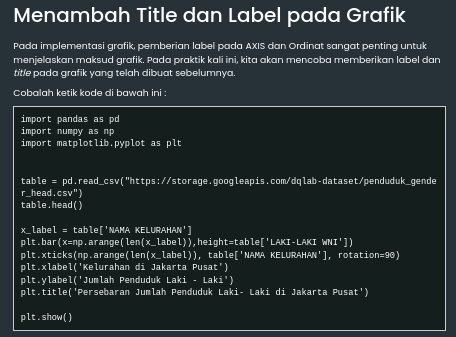 Menambah Title dan Label pada Grafik
Pada implementasi grafik, pemberian label pada AXIS dan Ordinat sangat penting untuk
menjelaskan maksud grafik. Pada praktik kali ini, kita akan mencoba memberikan label dan
title pada grafik yang telah dibuat sebelumnya.
Cobalah ketik kode di bawah ini :
import pandas as pd
import numpy as np
import matplotlib.pyplot as plt
table = pd.read_csv("https://storage.googleapis.com/dqlab-dataset/penduduk_gende
r_head.csv")
table.head()
x_label = table['NAMA KELURAHAN']
plt.bar(x=np.arange(len(x_label)),height=table['LAKI-LAKI WNI'])
plt.xticks(np.arange(len(x_label)), table['NAMA KELURAHAN'], rotation=90)
plt.xlabel('Kelurahan di Jakarta Pusat')
plt.ylabel('Jumlah Penduduk Laki - Laki')
plt.title('Persebaran Jumlah Penduduk Laki- Laki di Jakarta Pusat')
plt.show()